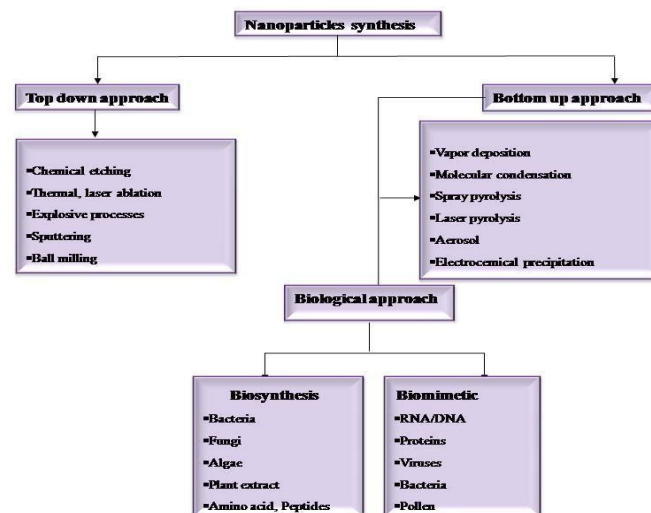 Nanoparticles synthesis
Top down approach
Bottom up approach
▪Chemical etching
▪Thermal, laser ablation
▪Explosive processes
▪Sputtering
▪Ball milling
▪Vapor deposition
▪Molecular condensation
▪Spray pyrolysis
▪Laser pyrolysis
▪Aerosol
▪Electrocemical precipitation
Biological approach
Biosynthesis
▪Bacteria
▪Fungi
▪Algae
▪Plant extract
▪Amino acid, Peptides
Biomimetic
▪RNA/DNA
▪Proteins
▪Viruses
▪Bacteria
▪Pollen